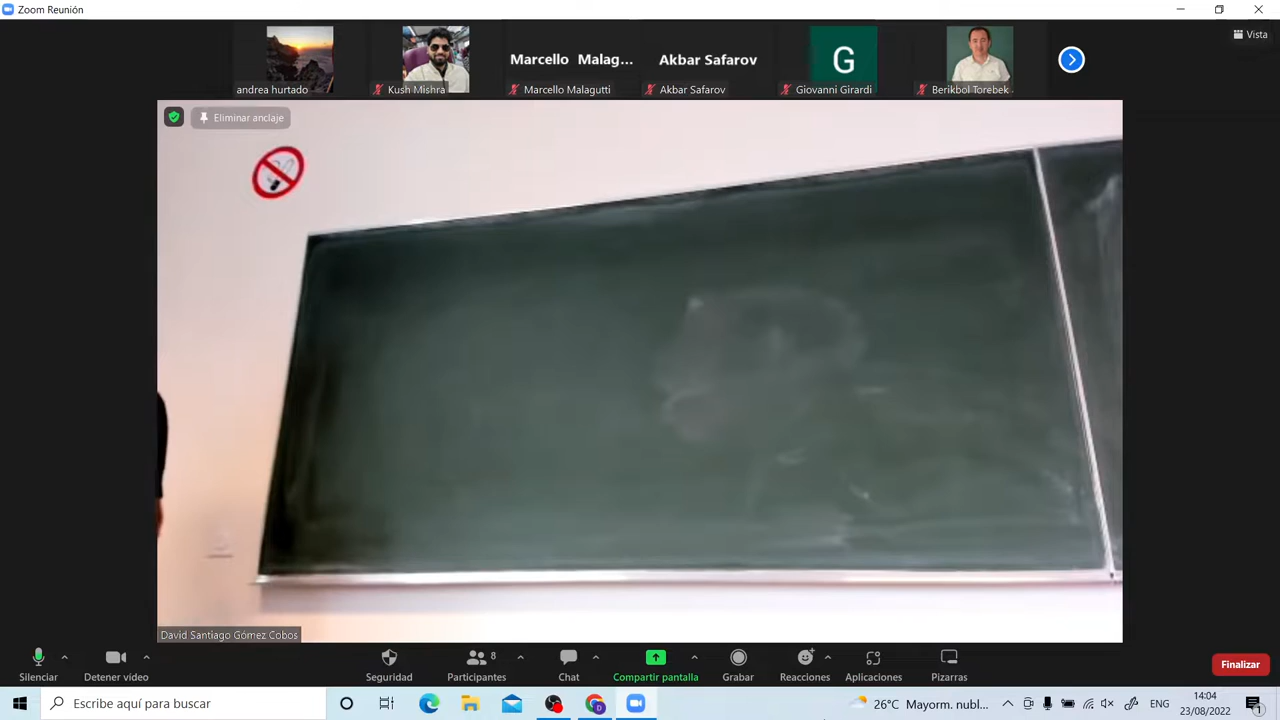 Zoom Reunión
Vista
Marcello Malag...
Akbar Safarov
G
andrea hurtado
Kush Mishra
Marcello Malagutti
Akbar Safarov
Giovanni Girardi
Berikbol Torebek
Eliminar anclaje
David Santiago Gómez Cobos
8
Silenciar
Detener video
Seguridad
Participantes
Chat
Compartir pantalla
Grabar
Reacciones
Aplicaciones
Pizarras
Finalizar
Escribe aquí para buscar
26°C Mayorm. nubl...
ENG
14:04
23/08/2022
1